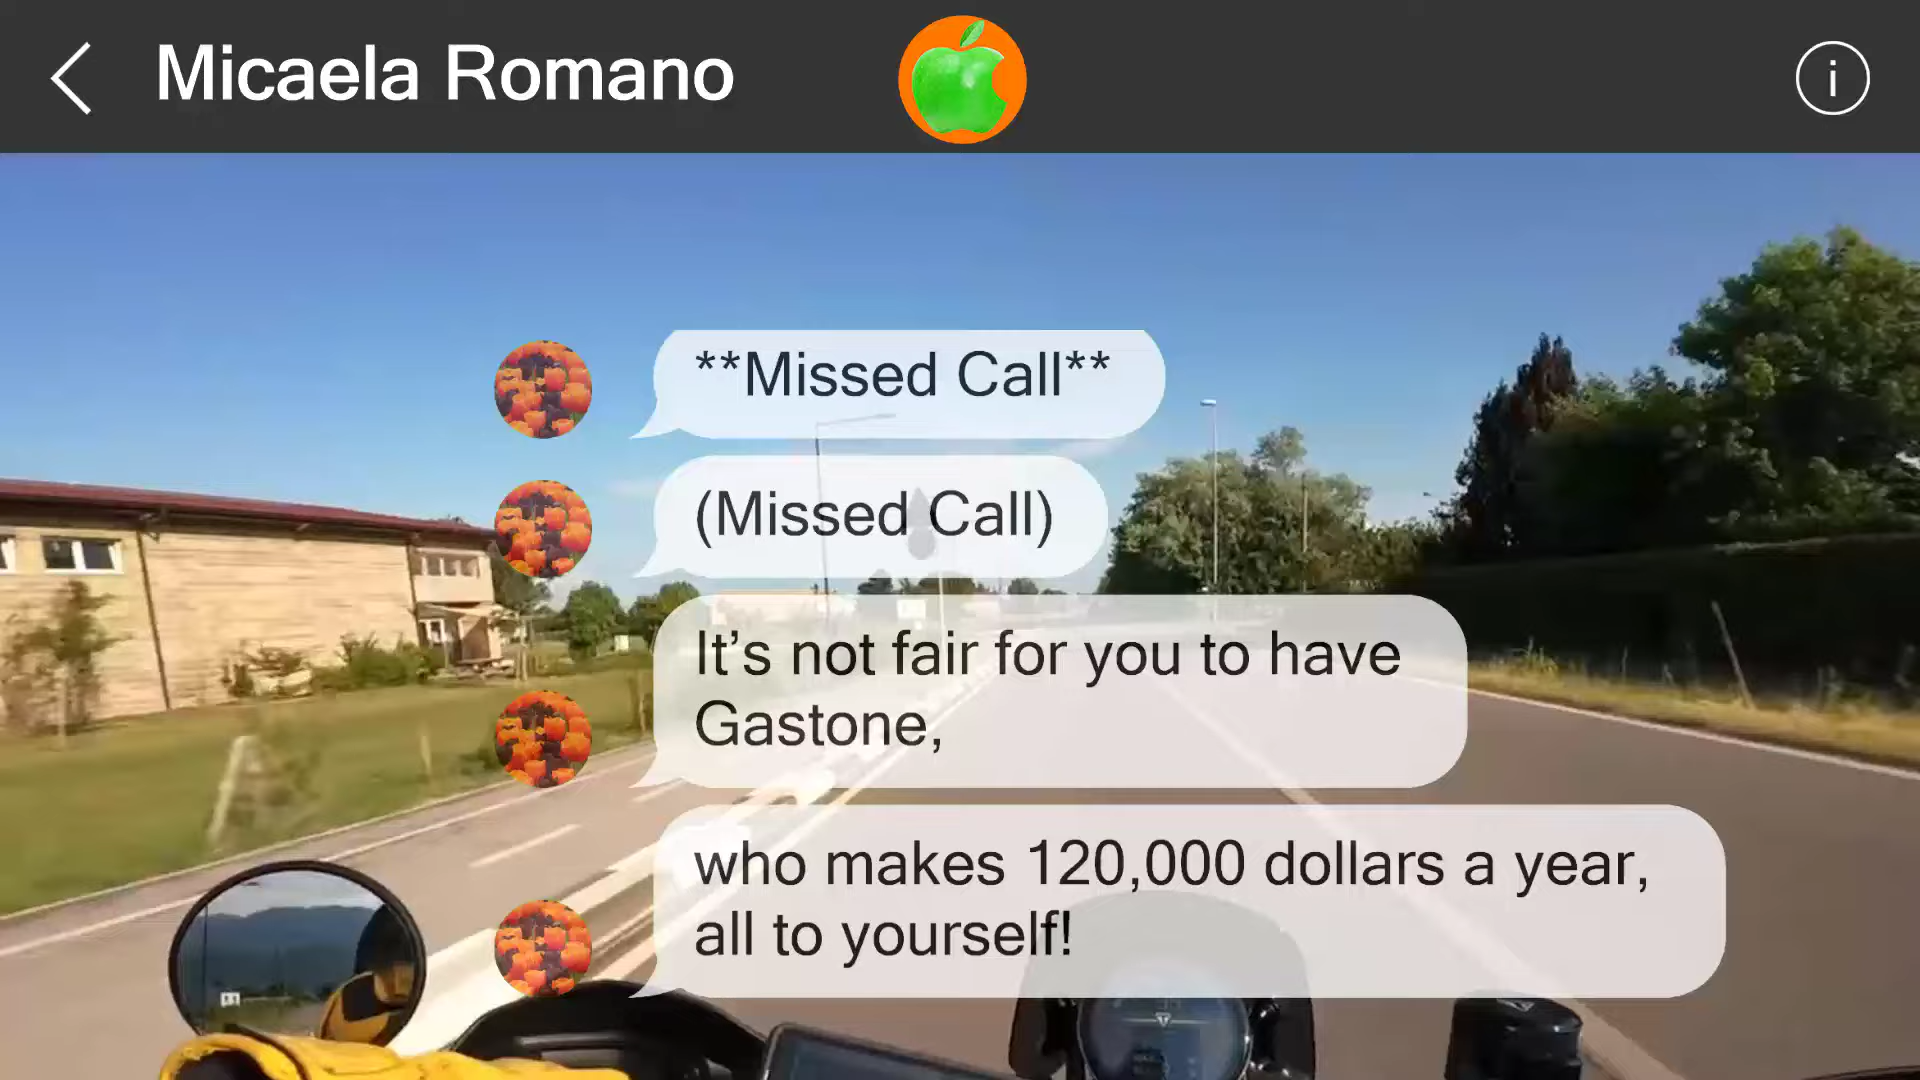 Micaela Romano
i
**Missed Call**
(Missed Call)
It’s not fair for you to have
Gastone,
who makes 120,000 dollars a year,
all to yourself!